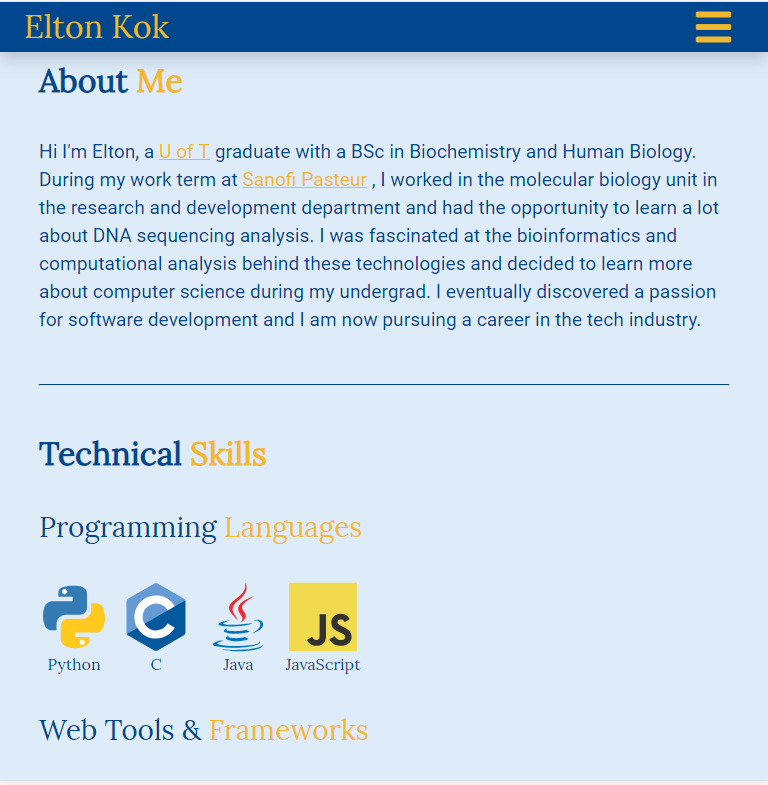 Elton Kok
About Me
Hi I'm Elton, a U of T graduate with a BSc in Biochemistry and Human Biology.
During my work term at Sanofi Pasteur , I worked in the molecular biology unit in
the research and development department and had the opportunity to learn a lot
about DNA sequencing analysis. I was fascinated at the bioinformatics and
computational analysis behind these technologies and decided to learn more
about computer science during my undergrad. I eventually discovered a passion
for software development and I am now pursuing a career in the tech industry.
Technical Skills
Programming Languages
C JS
Python C Java JavaScript
Web Tools & Frameworks